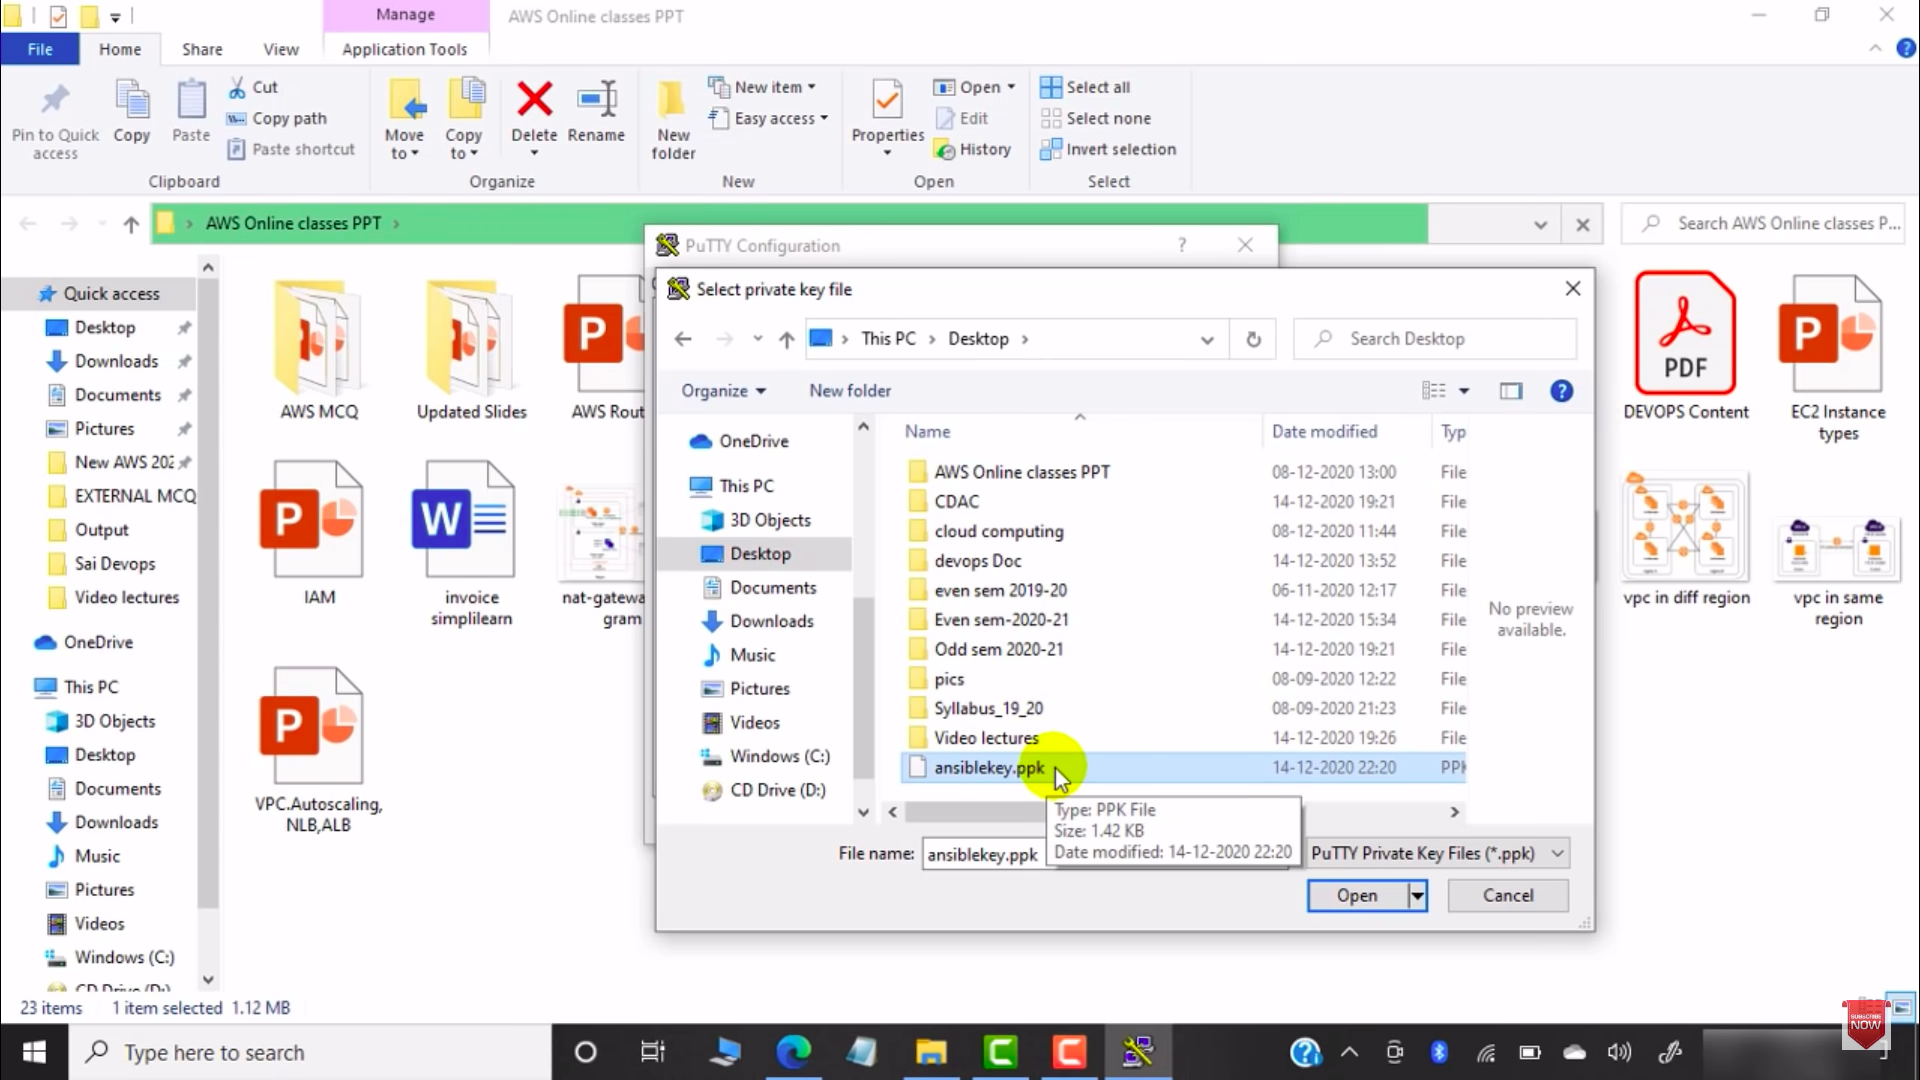 Manage
AWS Online classes PPT
File
Home
Share
View
Application Tools
Pin to Quick access
Copy
Paste
Cut
Copy path
Paste shortcut
Clipboard
Move to
Copy to
Delete
Rename
Organize
New folder
New item
Easy access
New
Properties
Open
Edit
History
Open
Select all
Select none
Invert selection
Select
AWS Online classes PPT
Search AWS Online classes P...
Quick access
Desktop
Downloads
Documents
Pictures
New AWS 202
EXTERNAL MCQ
Output
Sai Devops
Video lectures
OneDrive
This PC
3D Objects
Desktop
Documents
Downloads
Music
Pictures
Videos
Windows (C:)
CD Drive (D:)
AWS MCQ
Updated Slides
AWS Rout
IAM
invoice simplilearn
nat-gatewa
gram
VPC.Autoscaling,
NLB,ALB
PuTTY Configuration
?
Select private key file
This PC
Desktop
Search Desktop
Organize
New folder
OneDrive
This PC
3D Objects
Desktop
Documents
Downloads
Music
Pictures
Videos
Windows (C:)
CD Drive (D:)
Name Date modified Typ
AWS Online classes PPT 08-12-2020 13:00 File
CDAC 14-12-2020 19:21 File
cloud computing 08-12-2020 11:44 File
devops Doc 14-12-2020 13:52 File
even sem 2019-20 06-11-2020 12:17 File
Even sem-2020-21 14-12-2020 15:34 File
Odd sem 2020-21 14-12-2020 19:21 File
pics 08-09-2020 12:22 File
Syllabus_19_20 08-09-2020 21:23 File
Video lectures 14-12-2020 19:26 File
ansiblekey.ppk 14-12-2020 22:20 PPK
No preview
available.
Type: PPK File
Size: 1.42 KB
Date modified: 14-12-2020 22:20
File name: ansiblekey.ppk
PuTTY Private Key Files (*.ppk)
Open
Cancel
PDF
DEVOPS Content
EC2 Instance
types
vpc in diff region
vpc in same
region
23 items 1 item selected 1.12 MB
Type here to search
SUBSCRIBE
NOW